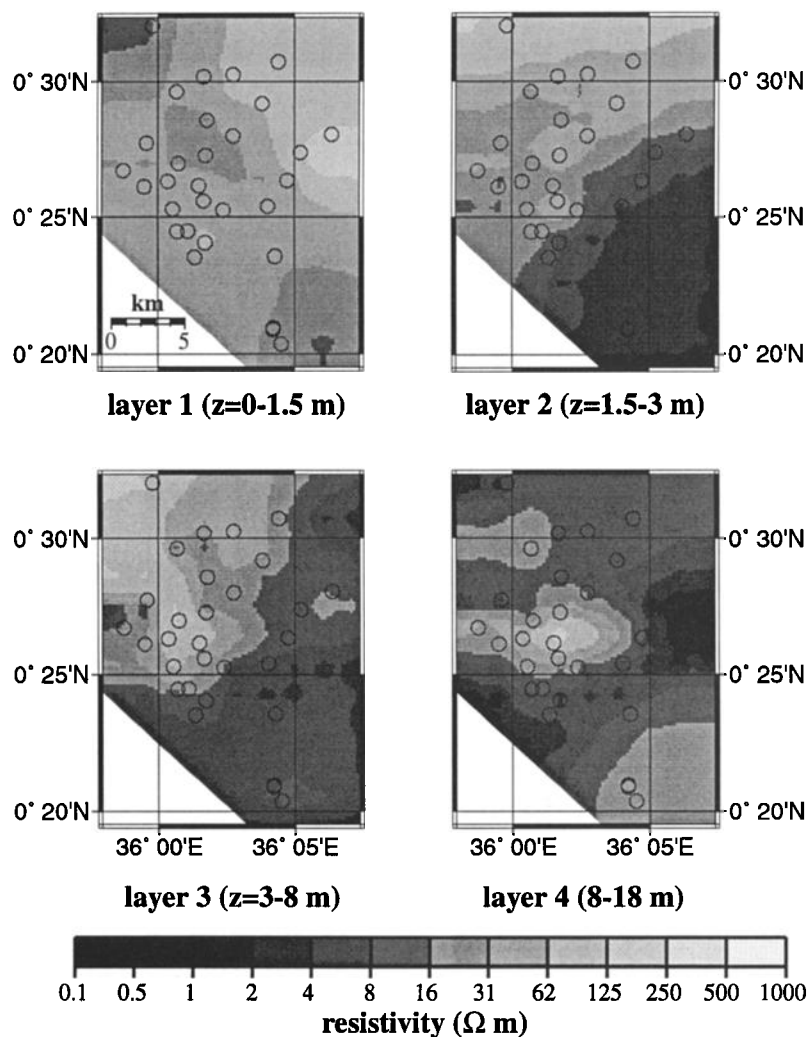 0° 30'N 0° 30'N
0° 25'N 0° 25'N
km
0 5
0° 20'N 0° 20'N
layer 1 (z=0-1.5 m) layer 2 (z=1.5-3 m)
0° 30'N 0° 30'N
0° 25'N 0° 25'N
0° 20'N 0° 20'N
36° 00'E 36° 05'E 36° 00'E 36° 05'E
layer 3 (z=3-8 m) layer 4 (8-18 m)
0.1 0.5 1 2 4 8 16 31 62 125 250 500 1000
resistivity (Ω m)